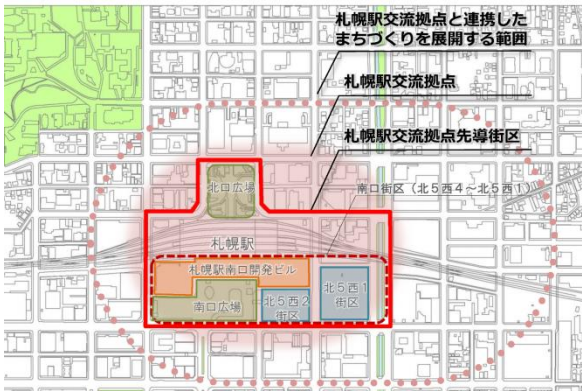 札幌駅交流拠点と連携した
まちづくりを展開する範囲
札幌駅交流拠点
札幌駅交流拠点先導街区
南口街区（北5西4～北5西1）
北口広場
札幌駅
札幌駅南口開発ビル
南口広場
北5西2
街区
北5西1
街区